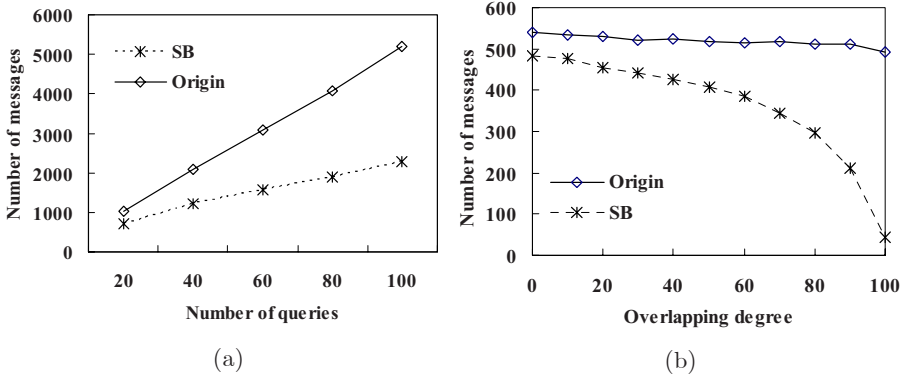 6000
5000
4000
3000
2000
1000
0
Number of messages
SB
Origin
20 40 60 80 100
Number of queries
(a)
600
500
400
300
200
100
0
Number of messages
Origin
SB
0 20 40 60 80 100
Overlapping degree
(b)